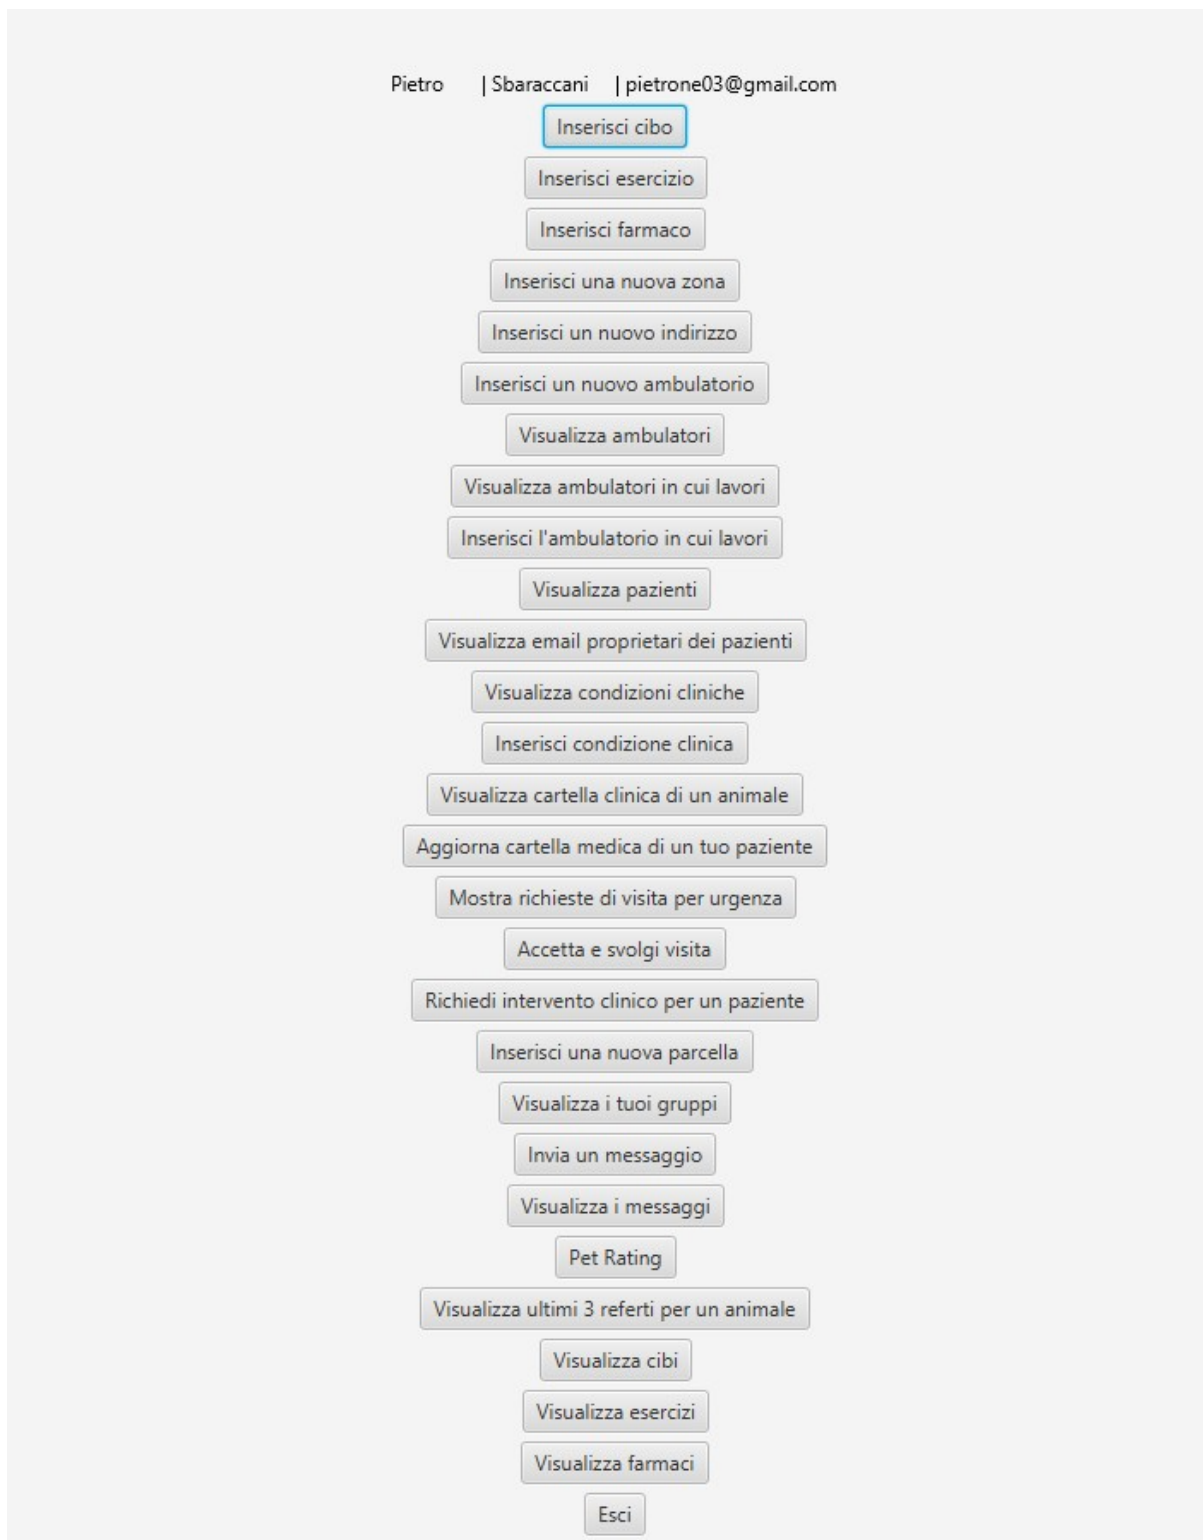 Pietro | Sbaraccani | pietrone03@gmail.com
Inserisci cibo
Inserisci esercizio
Inserisci farmaco
Inserisci una nuova zona
Inserisci un nuovo indirizzo
Inserisci un nuovo ambulatorio
Visualizza ambulatori
Visualizza ambulatori in cui lavori
Inserisci l'ambulatorio in cui lavori
Visualizza pazienti
Visualizza email proprietari dei pazienti
Visualizza condizioni cliniche
Inserisci condizione clinica
Visualizza cartella clinica di un animale
Aggiorna cartella medica di un tuo paziente
Mostra richieste di visita per urgenza
Accetta e svolgi visita
Richiedi intervento clinico per un paziente
Inserisci una nuova parcella
Visualizza i tuoi gruppi
Invia un messaggio
Visualizza i messaggi
Pet Rating
Visualizza ultimi 3 referti per un animale
Visualizza cibi
Visualizza esercizi
Visualizza farmaci
Esci